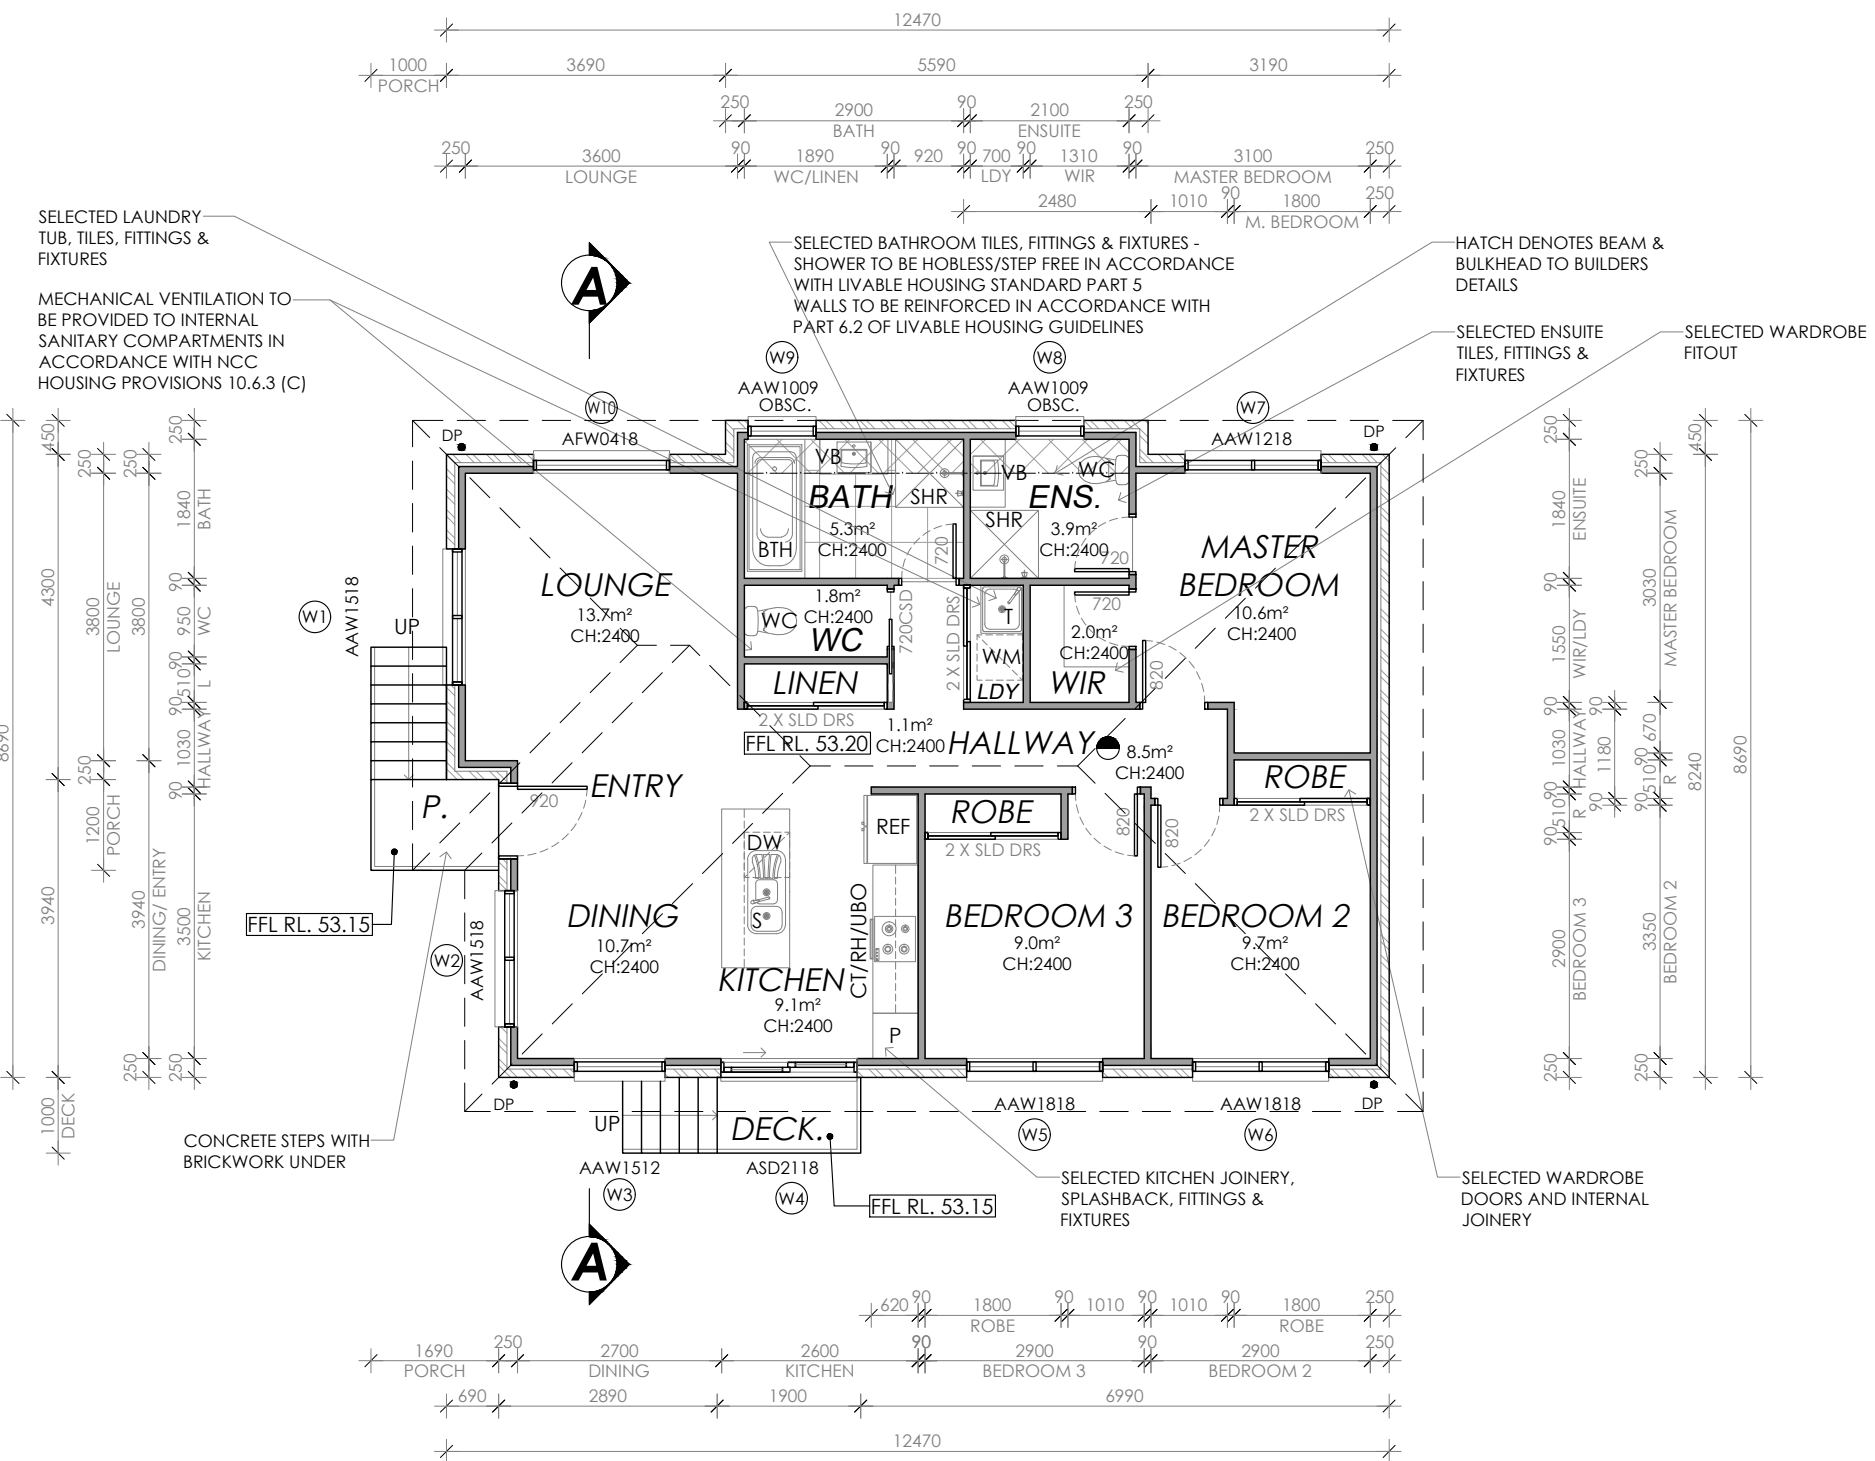 12470
1000 3690 5590 3190
PORCH
250 2900 90 2100 250
BATH ENSUITE
250 3600 90 1890 90 920 90 700 90 1310 90 3100 250
LOUNGE WC/LINEN LDY WIR MASTER BEDROOM
2480 1010 90 1800 250
M. BEDROOM
SELECTED LAUNDRY
TUB, TILES, FITTINGS &
FIXTURES
MECHANICAL VENTILATION TO
BE PROVIDED TO INTERNAL
SANITARY COMPARTMENTS IN
ACCORDANCE WITH NCC
HOUSING PROVISIONS 10.6.3 (C)
A
SELECTED BATHROOM TILES, FITTINGS & FIXTURES -
SHOWER TO BE HOBLESS/STEP FREE IN ACCORDANCE
WITH LIVABLE HOUSING STANDARD PART 5
WALLS TO BE REINFORCED IN ACCORDANCE WITH
PART 6.2 OF LIVABLE HOUSING GUIDELINES
HATCH DENOTES BEAM &
BULKHEAD TO BUILDERS
DETAILS
SELECTED ENSUITE
TILES, FITTINGS &
FIXTURES
SELECTED WARDROBE
FITOUT
W10
AFW0418
W9
AAW1009
OBSC.
W8
AAW1009
OBSC.
W7
AAW1218
DP
DP
8690
450 4300 3940 1000
DECK
250 3800 250 1200
LOUNGE PORCH
250 3800 3940 250
DINING/ ENTRY
250 1840 90 950 90 510 90 1030 90 3500 250
BATH WC L HALLWAY KITCHEN
W1
AAW1518
UP
LOUNGE
13.7m²
CH:2400
VB
BATH
SHR
5.3m²
CH:2400
BTH
720
VB
WC
ENS.
SHR
3.9m²
CH:2400
720
MASTER
BEDROOM
10.6m²
CH:2400
1.8m²
CH:2400
WC
WC
720CSD
2 X SLD DRS
T
WM
LDY
720
2.0m²
CH:2400
WIR
820
LINEN
2 X SLD DRS
FFL RL. 53.20
1.1m²
CH:2400
HALLWAY
8.5m²
CH:2400
ENTRY
920
P.
REF
ROBE
2 X SLD DRS
820
820
ROBE
2 X SLD DRS
DW
S
DINING
10.7m²
CH:2400
KITCHEN
9.1m²
CH:2400
CT/RH/UBO
P
BEDROOM 3
9.0m²
CH:2400
BEDROOM 2
9.7m²
CH:2400
FFL RL. 53.15
W2
AAW1518
250 1840 90 1550 90 1030 90 510 90 2900 250
ENSUITE WIR/LDY HALLWAY R BEDROOM 3
90 1180 90
250 3030 90 670 90 510 90 3350 250
MASTER BEDROOM R BEDROOM 2
450 8240
8690
DP
DP
UP
DECK.
AAW1512
W3
ASD2118
W4
AAW1818
W5
AAW1818
W6
FFL RL. 53.15
CONCRETE STEPS WITH
BRICKWORK UNDER
SELECTED KITCHEN JOINERY,
SPLASHBACK, FITTINGS &
FIXTURES
SELECTED WARDROBE
DOORS AND INTERNAL
JOINERY
A
620 90 1800 90 1010 90 1010 90 1800 250
ROBE ROBE
1690 250 2700 2600 90 2900 90 2900 250
PORCH DINING KITCHEN BEDROOM 3 BEDROOM 2
690 2890 1900 6990
12470